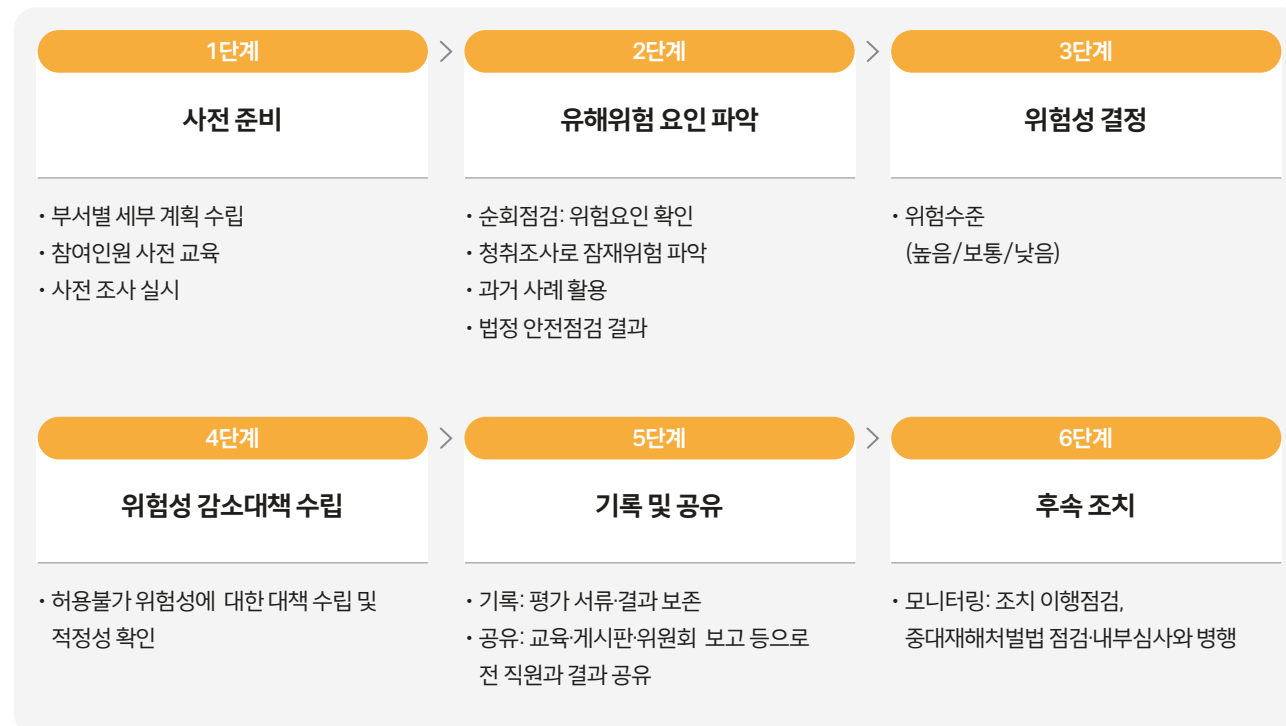 1단계
사전 준비
• 부서별 세부 계획 수립
• 참여인원 사전 교육
• 사전 조사 실시
2단계
유해위험 요인 파악
• 순회점검: 위험요인 확인
• 청취조사로 잠재위험 파악
• 과거 사례 활용
• 법정 안전점검 결과
3단계
위험성 결정
• 위험수준
(높음/보통/낮음)
4단계
위험성 감소대책 수립
• 허용불가 위험성에 대한 대책 수립 및
적정성 확인
5단계
기록 및 공유
• 기록: 평가 서류·결과 보존
• 공유: 교육·게시판·위원회 보고 등으로
전 직원과 결과 공유
6단계
후속 조치
• 모니터링: 조치 이행점검,
중대재해처벌법 점검·내부심사와 병행